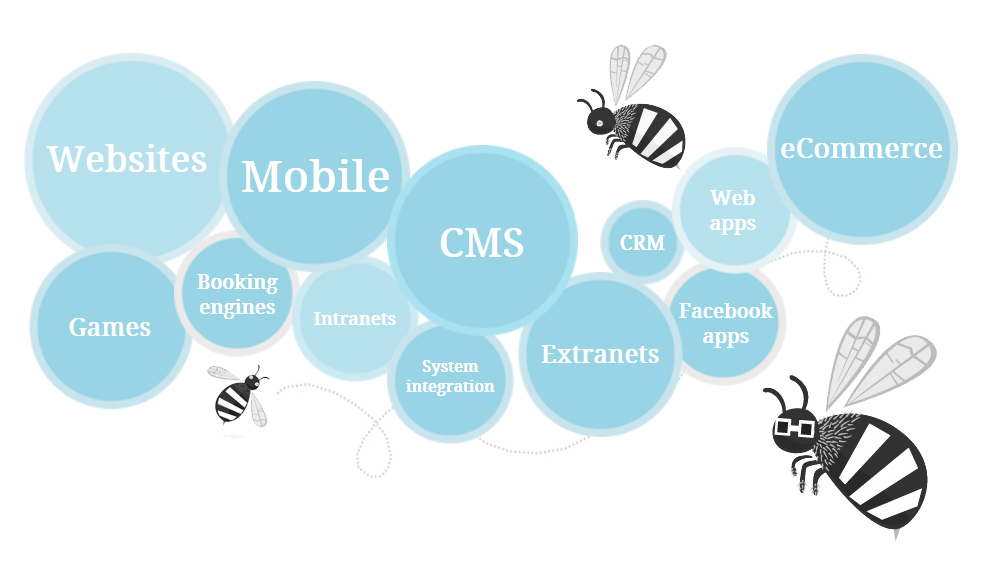 Websites
Mobile
CMS
CRM
Web
apps
eCommerce
Games
Booking
engines
Intranets
System
integration
Extranets
Facebook
apps